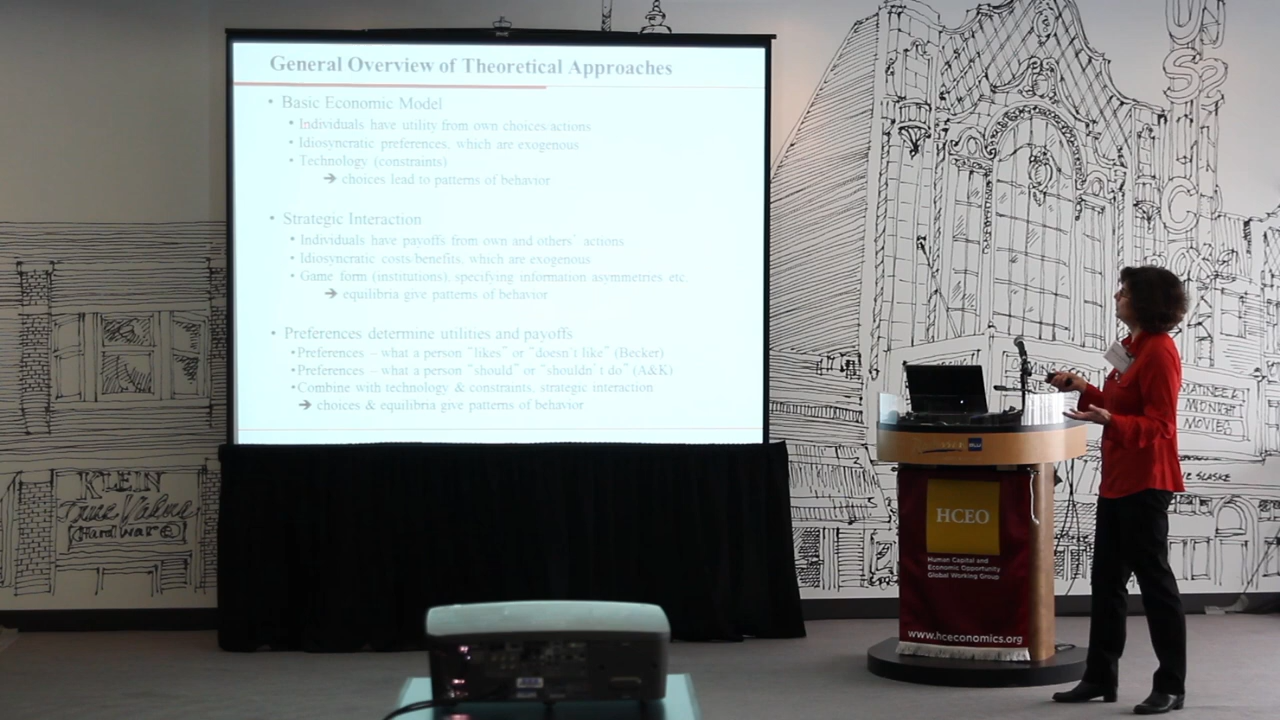 General Overview of Theoretical Approaches
• Basic Economic Model
• Individuals have utility from own choices/actions
• Idiosyncratic preferences, which are exogenous
• Technology (constraints)
➔ choices lead to patterns of behavior
• Strategic Interaction
• Individuals have payoffs from own and others' actions
• Idiosyncratic costs/benefits, which are exogenous
• Game form (institutions), specifying information asymmetries etc.
➔ equilibria give patterns of behavior
• Preferences determine utilities and payoffs
• Preferences – what a person "likes" or "doesn't like" (Becker)
• Preferences – what a person "should" or "shouldn't do" (A&K)
• Combine with technology & constraints, strategic interaction
➔ choices & equilibria give patterns of behavior
KLEIN
True Value
Hardware
MATINEE &
MIDNIGHT
MOVIES
HCEO
Human Capital and
Economic Opportunity
Global Working Group
www.hceconomics.org